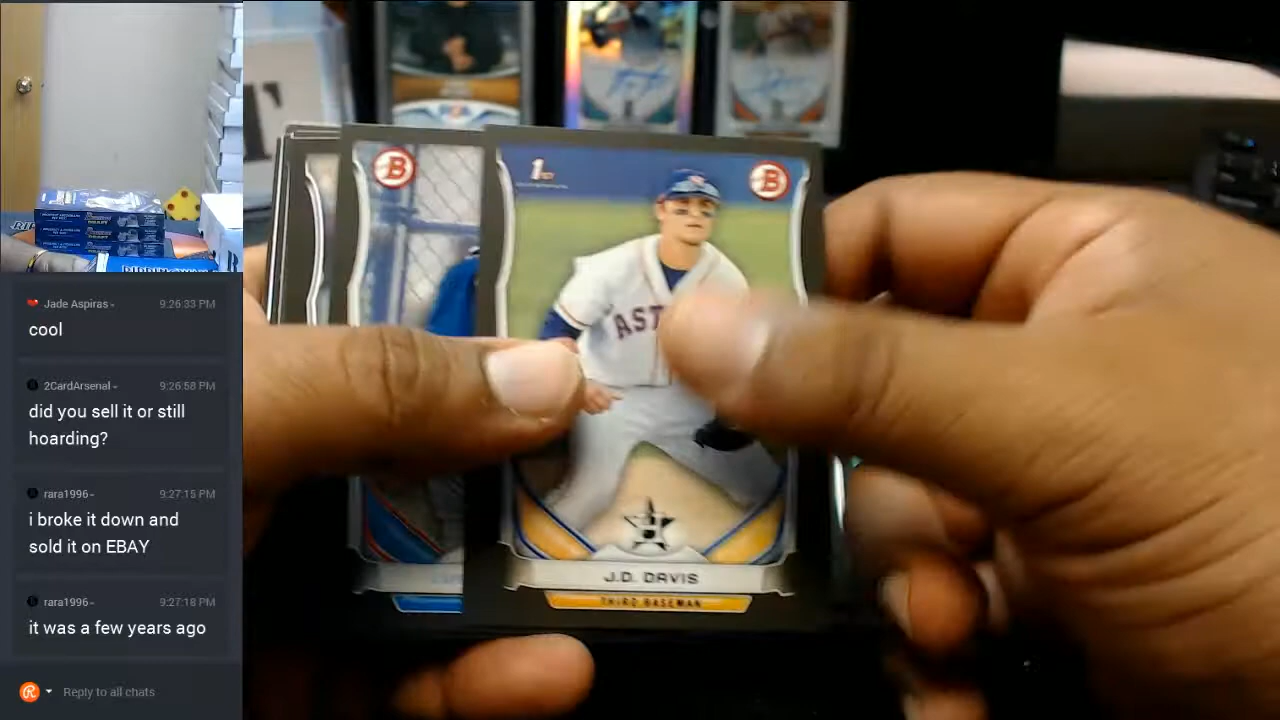 Jade Aspiras
9:26:33 PM
cool
2CardArsenal
9:26:58 PM
did you sell it or still
hoarding?
rara1996
9:27:15 PM
i broke it down and
sold it on EBAY
rara1996
9:27:18 PM
it was a few years ago
Reply to all chats
1st
B
B
AST
J.D. DAVIS
THIRD BASEMAN